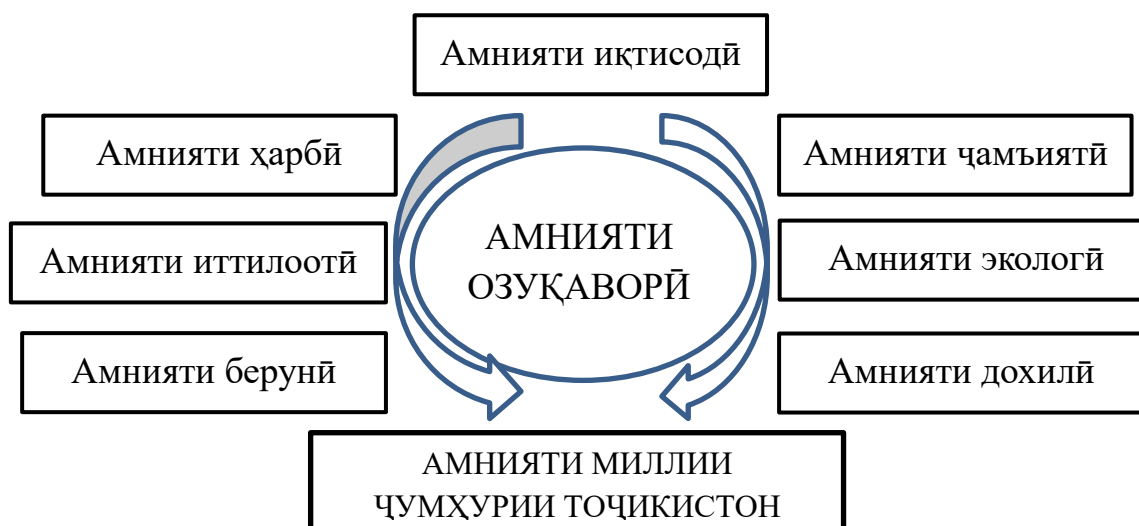 Амнияти иқтисодӣ
Амнияти ҳарбӣ
Амнияти ҷамъиятӣ
АМНИЯТИ
ОЗУҚАВОРӢ
Амнияти иттилоотӣ
Амнияти экологӣ
Амнияти берунӣ
Амнияти дохилӣ
АМНИЯТИ МИЛЛИИ
ҶУМҲУРИИ ТОҶИКИСТОН